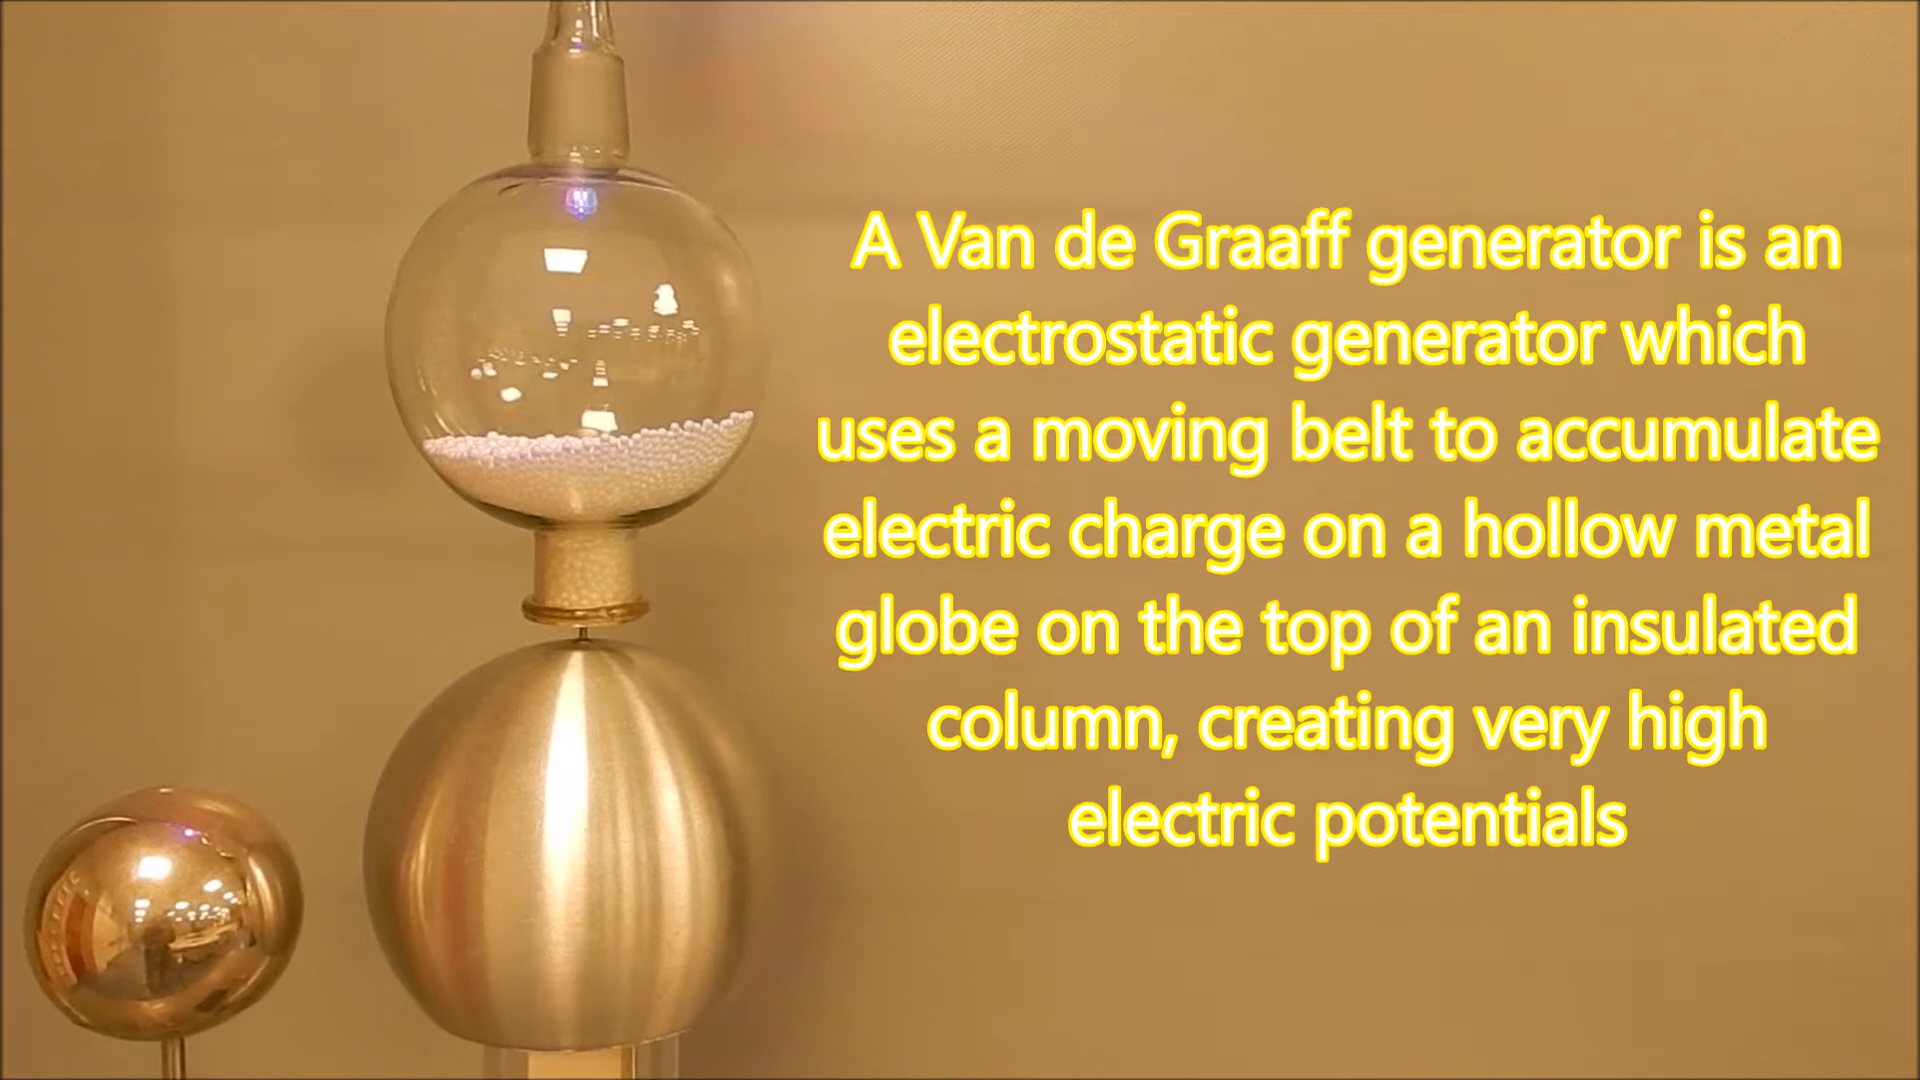 A Van de Graaff generator is an
electrostatic generator which
uses a moving belt to accumulate
electric charge on a hollow metal
globe on the top of an insulated
column, creating very high
electric potentials